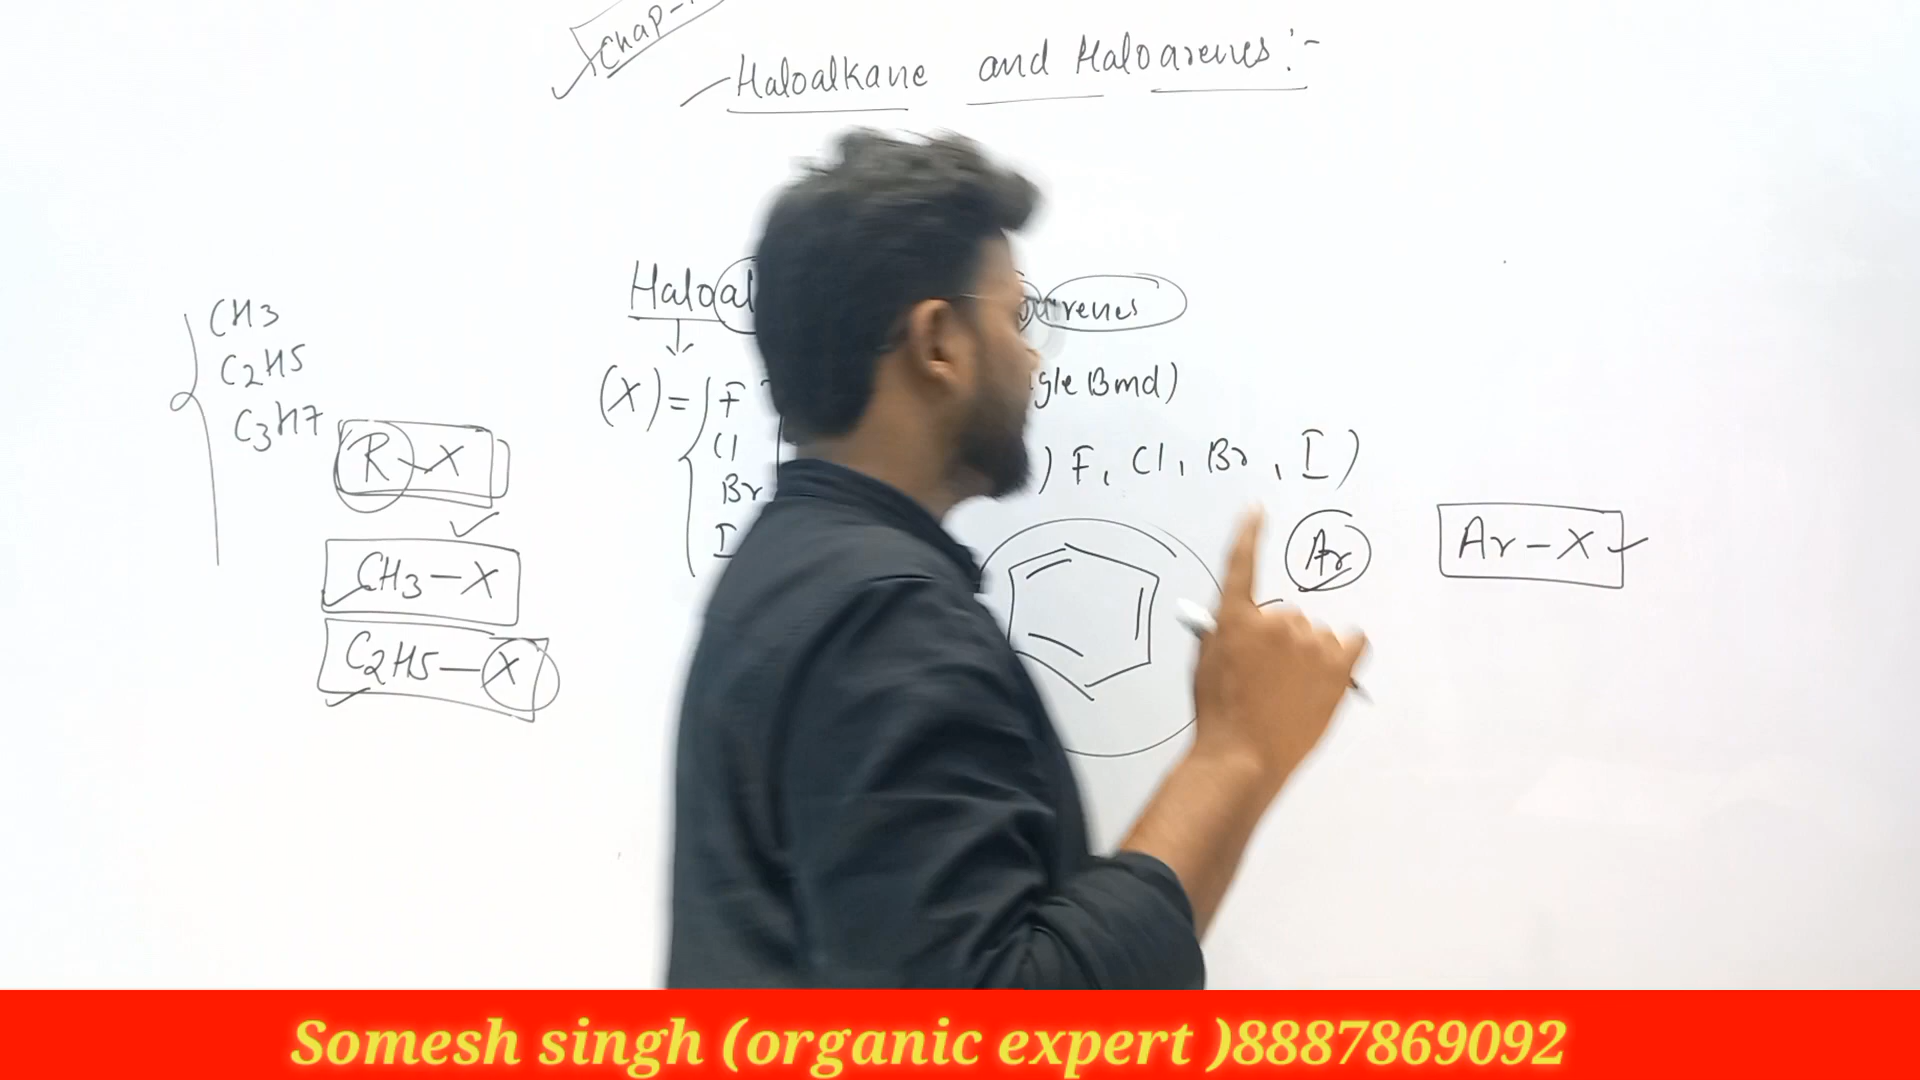 Chap-
Haloalkane and Haloarenes:-
Haloal
arenes
CH3
C2H5
C3H7
(X) = F
Cl
Br
I
gle Bond)
) F, Cl, Br, I)
R-X
CH3-X
C2H5-X
Ar
Ar-X
Somesh singh (organic expert )8887869092